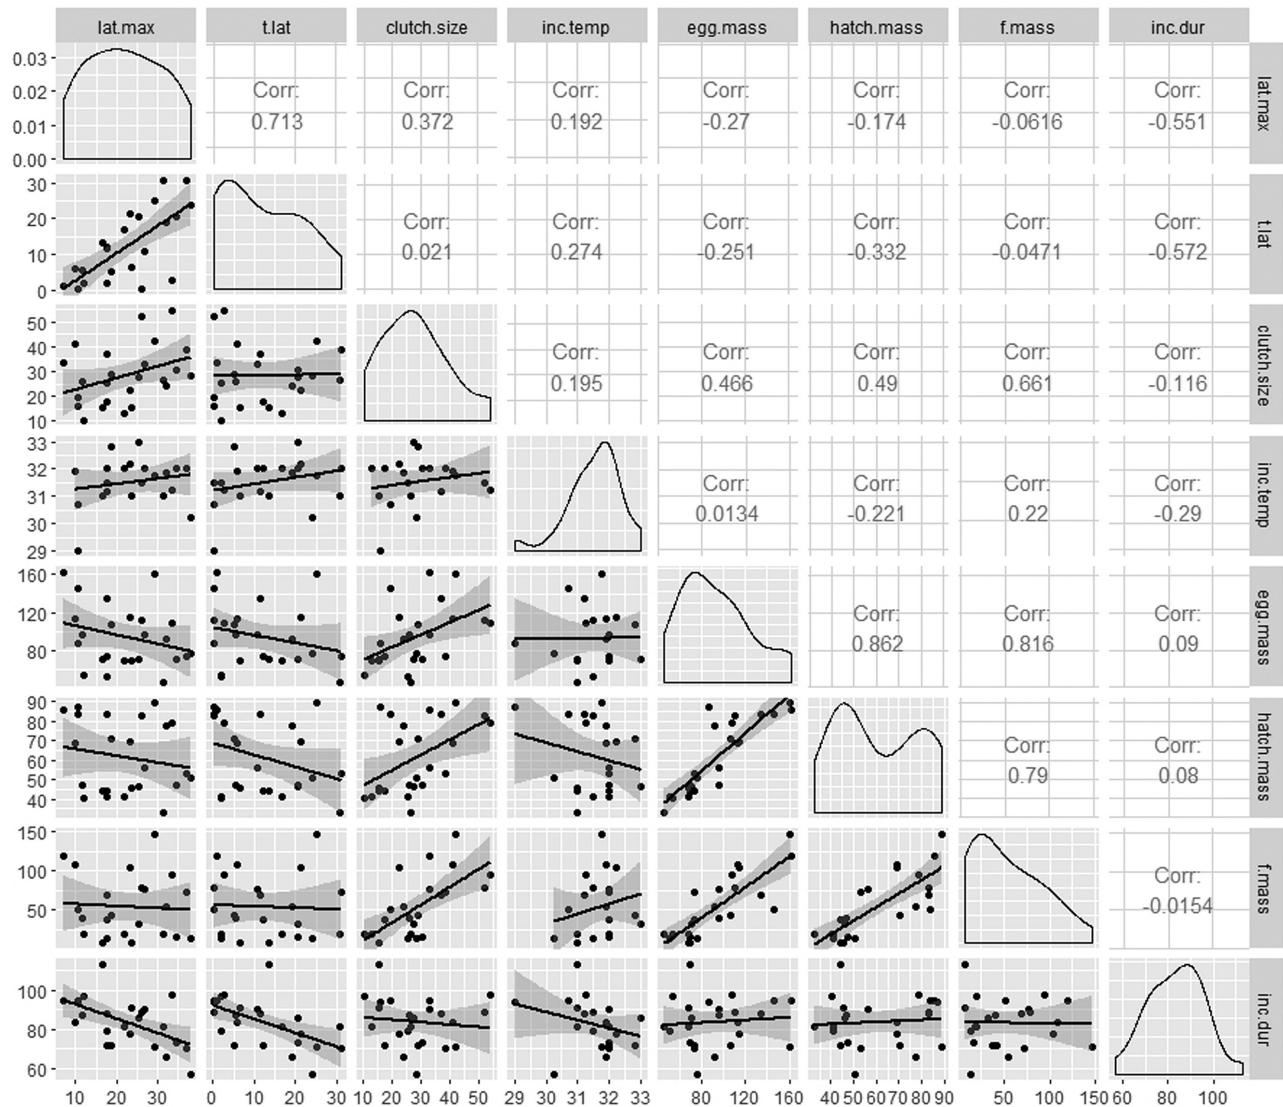 lat.max t.lat clutch.size inc.temp egg.mass hatch.mass f.mass inc.dur
0.03
0.02
0.01
0.00
Corr: Corr: Corr: Corr: Corr: Corr: Corr:
0.713 0.372 0.192 -0.27 -0.174 -0.0616 -0.551
lat.max
30
20
10
0
Corr: Corr: Corr: Corr: Corr: Corr:
0.021 0.274 -0.251 -0.332 -0.0471 -0.572
t.lat
50
40
30
20
10
Corr: Corr: Corr: Corr: Corr:
0.195 0.466 0.49 0.661 -0.116
clutch.size
33
32
31
30
29
Corr: Corr: Corr: Corr:
0.0134 -0.221 0.22 -0.29
inc.temp
160
120
80
Corr: Corr: Corr:
0.862 0.816 0.09
egg.mass
90
80
70
60
50
40
Corr: Corr:
0.79 0.08
hatch.mass
150
100
50
Corr:
-0.0154
f.mass
100
80
60
inc.dur
10 20 30 0 10 20 30 10 20 30 40 50 29 30 31 32 33 80 120 160 40 50 60 70 80 90 50 100 150 60 80 100